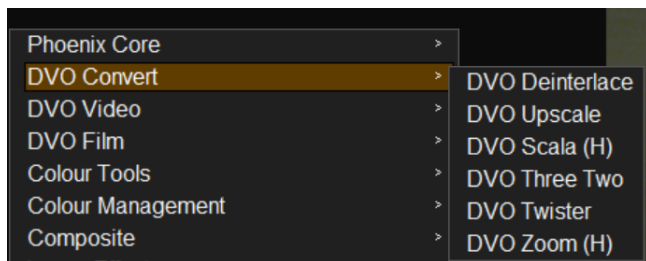 Phoenix Core >
DVO Convert >
DVO Video >
DVO Film >
Colour Tools >
Colour Management >
Composite >
DVO Deinterlace
DVO Upscale
DVO Scala (H)
DVO Three Two
DVO Twister
DVO Zoom (H)